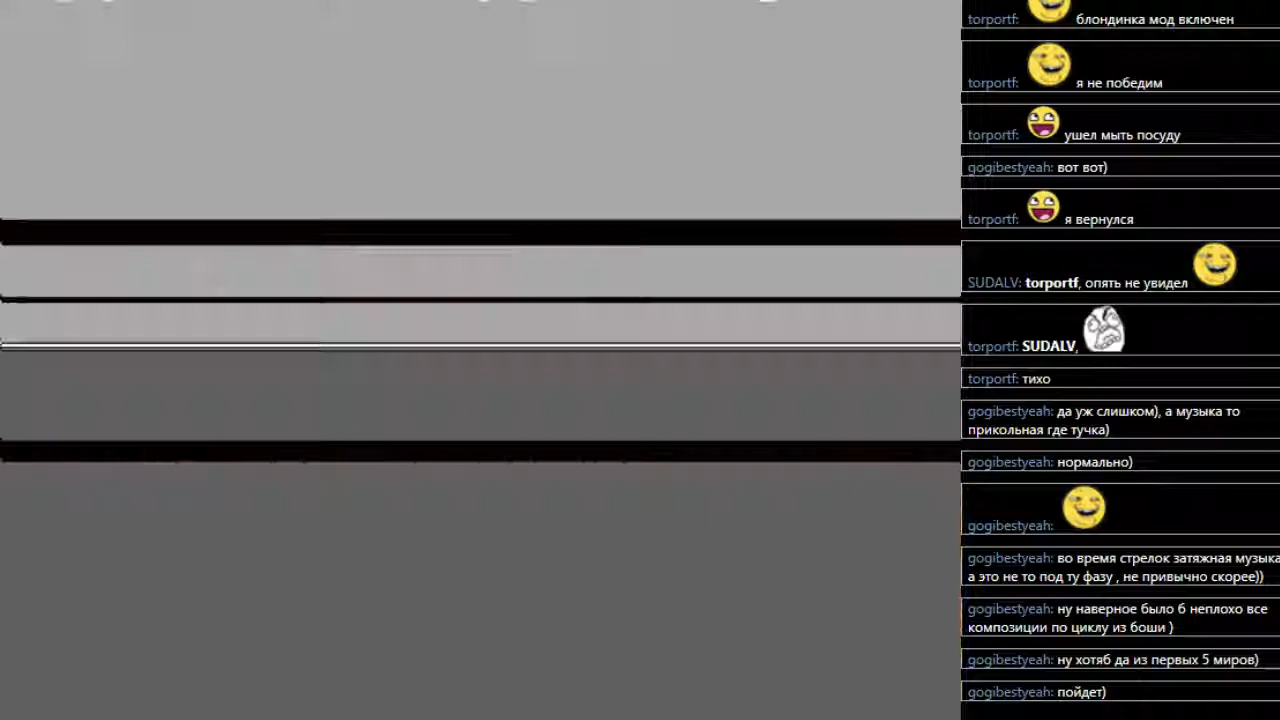 torportf: блондинка мод включен
torportf: я не победим
torportf: ушел мыть посуду
gogibestyeah: вот вот)
torportf: я вернулся
SUDALV: torportf, опять не увидел
torportf: SUDALV,
torportf: тихо
gogibestyeah: да уж слишком), а музыка то
прикольная где тучка)
gogibestyeah: нормально)
gogibestyeah:
gogibestyeah: во время стрелок затяжная музыка
а это не то под ту фазу , не привычно скорее))
gogibestyeah: ну наверное было б неплохо все
композиции по циклу из боши )
gogibestyeah: ну хотяб да из первых 5 миров)
gogibestyeah: пойдет)